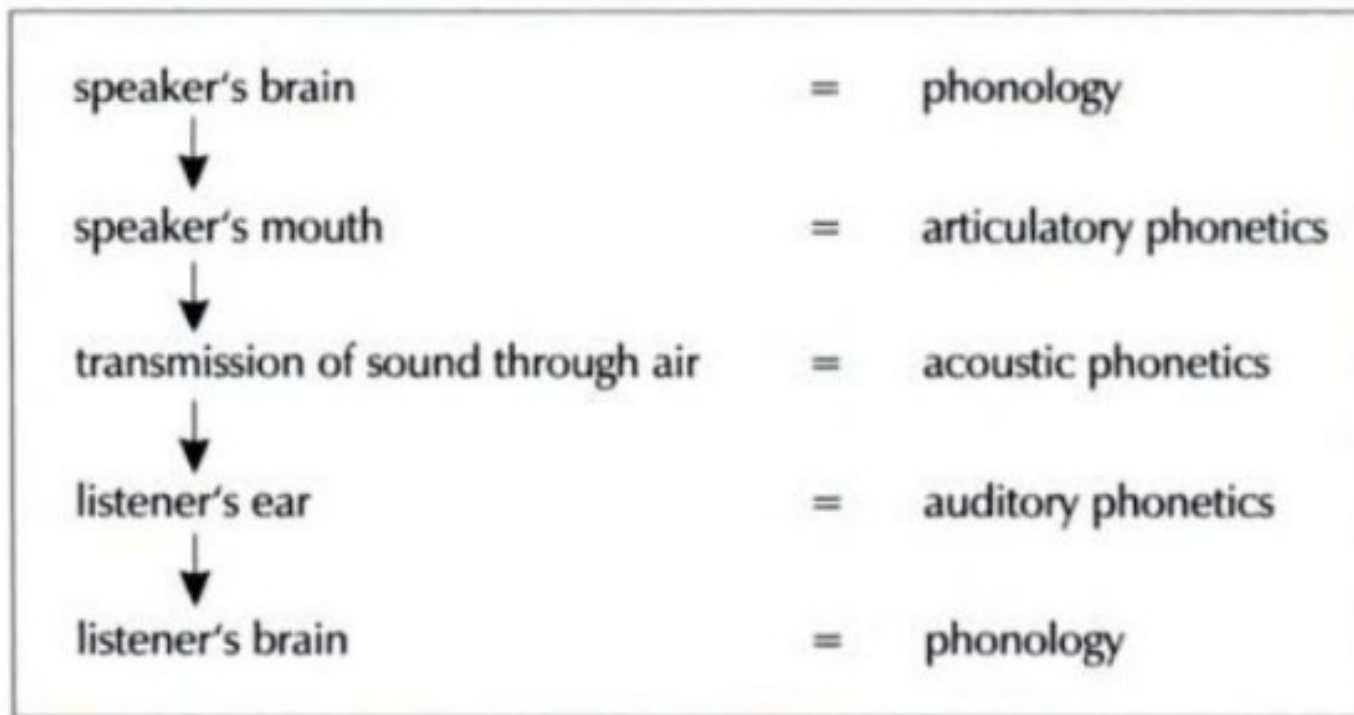 speaker‘s brain = phonology
speaker‘s mouth = articulatory phonetics
transmission of sound through air = acoustic phonetics
listener‘s ear = auditory phonetics
listener‘s brain = phonology